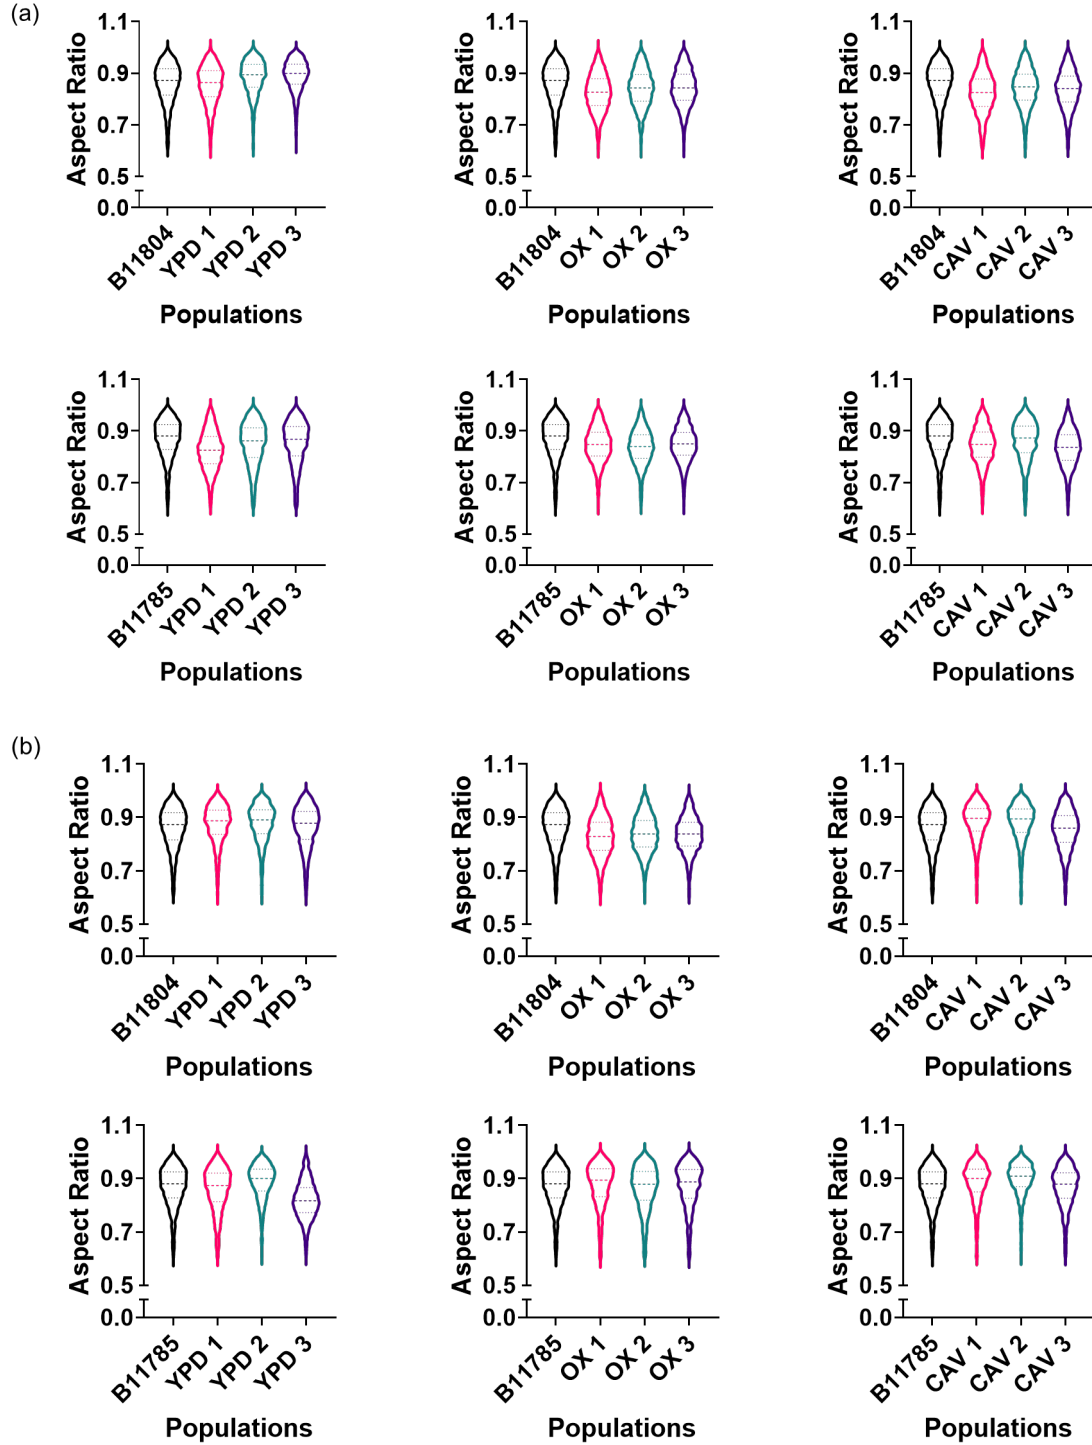 (a)
Aspect Ratio
1.1
0.9
0.7
0.5
0.0
B11804
YPD 1
YPD 2
YPD 3
Populations
Aspect Ratio
1.1
0.9
0.7
0.5
0.0
B11804
OX 1
OX 2
OX 3
Populations
Aspect Ratio
1.1
0.9
0.7
0.5
0.0
B11804
CAV 1
CAV 2
CAV 3
Populations
Aspect Ratio
1.1
0.9
0.7
0.5
0.0
B11785
YPD 1
YPD 2
YPD 3
Populations
Aspect Ratio
1.1
0.9
0.7
0.5
0.0
B11785
OX 1
OX 2
OX 3
Populations
Aspect Ratio
1.1
0.9
0.7
0.5
0.0
B11785
CAV 1
CAV 2
CAV 3
Populations
(b)
Aspect Ratio
1.1
0.9
0.7
0.5
0.0
B11804
YPD 1
YPD 2
YPD 3
Populations
Aspect Ratio
1.1
0.9
0.7
0.5
0.0
B11804
OX 1
OX 2
OX 3
Populations
Aspect Ratio
1.1
0.9
0.7
0.5
0.0
B11804
CAV 1
CAV 2
CAV 3
Populations
Aspect Ratio
1.1
0.9
0.7
0.5
0.0
B11785
YPD 1
YPD 2
YPD 3
Populations
Aspect Ratio
1.1
0.9
0.7
0.5
0.0
B11785
OX 1
OX 2
OX 3
Populations
Aspect Ratio
1.1
0.9
0.7
0.5
0.0
B11785
CAV 1
CAV 2
CAV 3
Populations